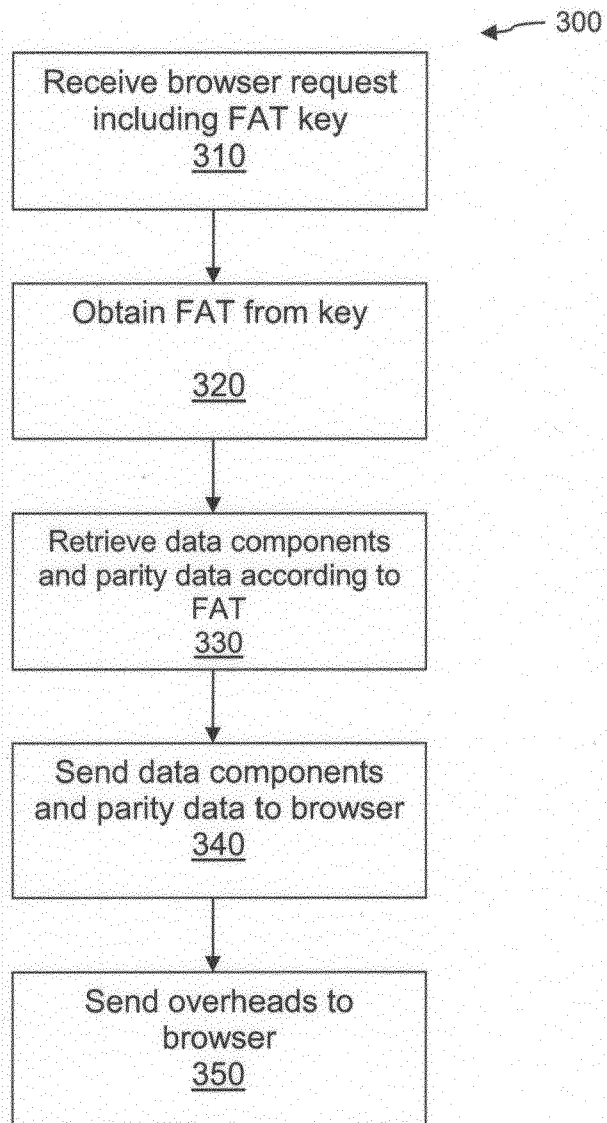 300
Receive browser request
including FAT key
310
Obtain FAT from key
320
Retrieve data components
and parity data according to
FAT
330
Send data components
and parity data to browser
340
Send overheads to
browser
350